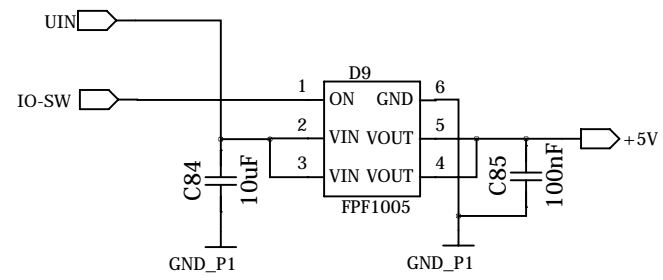 UIN
D9
1
6
IO-SW
ON GND
2
5
VIN VOUT
+5V
3
4
VIN VOUT
C84
10uF
C85
100nF
FPF1005
GND_P1
GND_P1